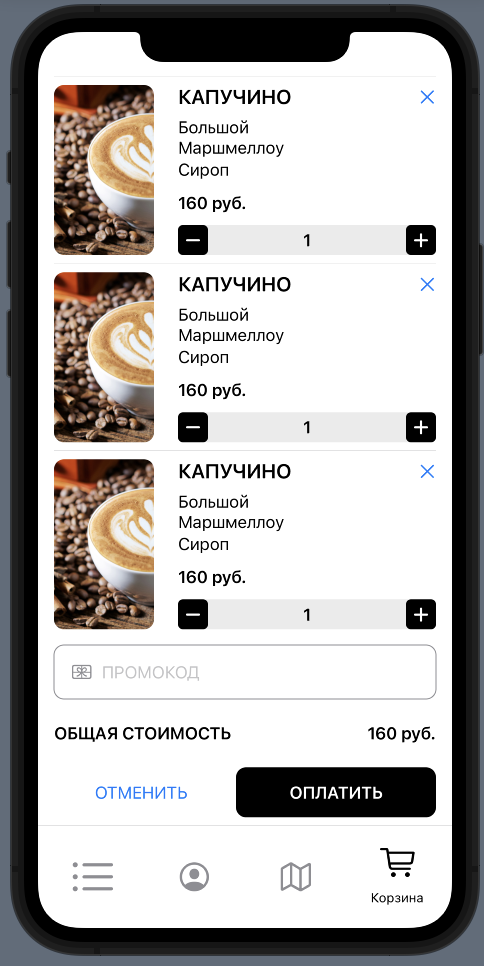 КАПУЧИНО
Большой
Маршмеллоу
Сироп
160 руб.
1
КАПУЧИНО
Большой
Маршмеллоу
Сироп
160 руб.
1
КАПУЧИНО
Большой
Маршмеллоу
Сироп
160 руб.
1
ПРОМОКОД
ОБЩАЯ СТОИМОСТЬ 160 руб.
ОТМЕНИТЬ ОПЛАТИТЬ
Корзина